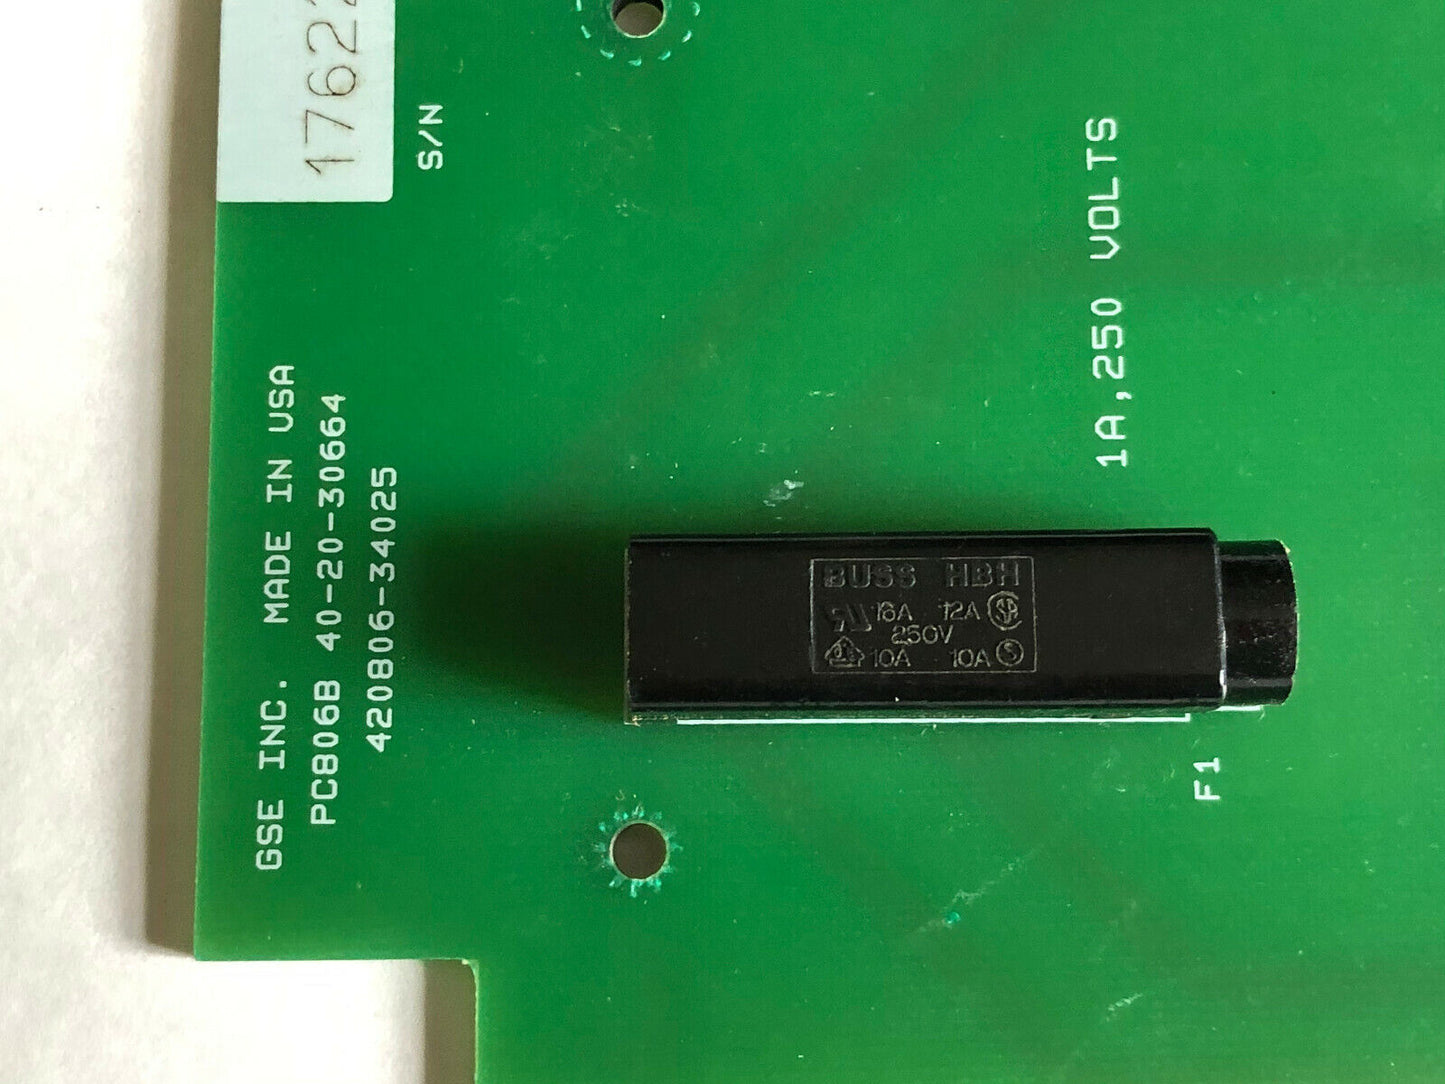 1762
S/N
GSE INC. MADE IN USA
PC806B 40-20-30664
420806-34025
1A,250 VOLTS
BUSS HBH
16A 12A
250V
10A 10A
F1